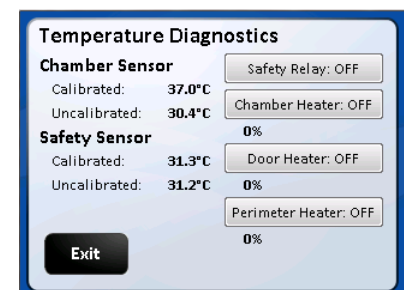 Temperature Diagnostics
Chamber Sensor
Calibrated: 37.0°C
Uncalibrated: 30.4°C
Safety Sensor
Calibrated: 31.3°C
Uncalibrated: 31.2°C
Safety Relay: OFF
Chamber Heater: OFF
0%
Door Heater: OFF
0%
Perimeter Heater: OFF
0%
Exit